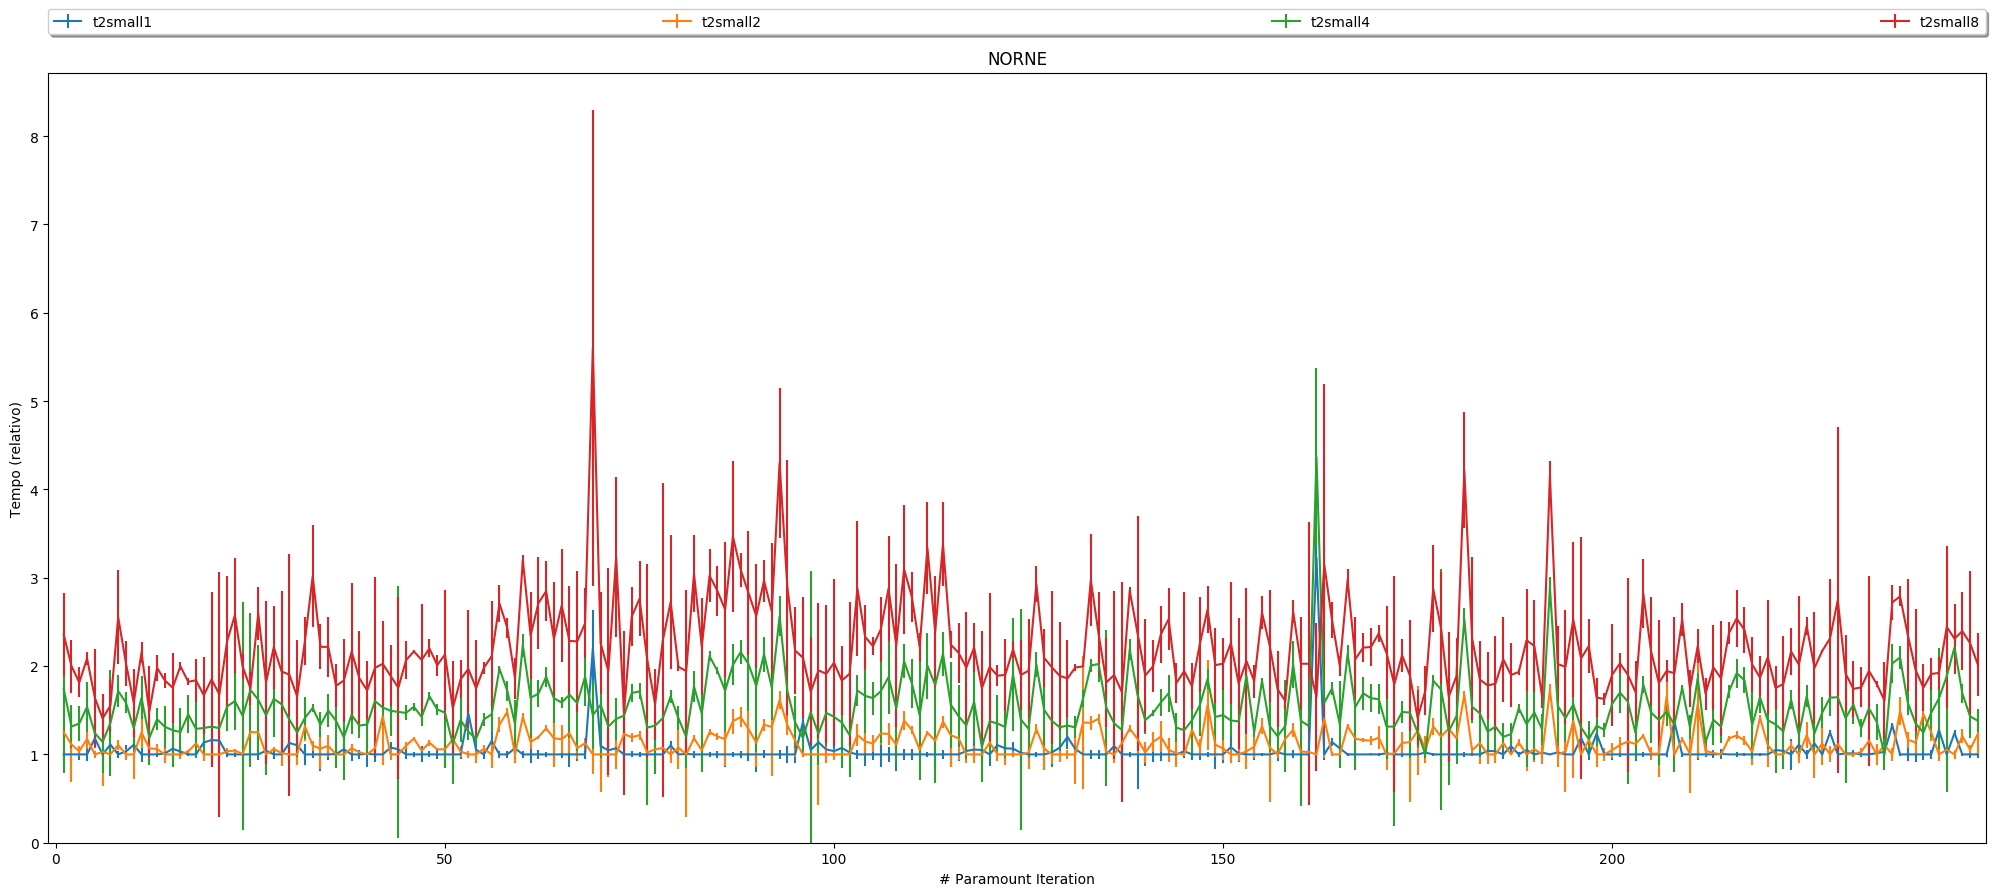 t2small1 t2small2 t2small4 t2small8
NORNE
Tempo (relativo)
8
7
6
5
4
3
2
1
0
0 50 100 150 200
# Paramount Iteration